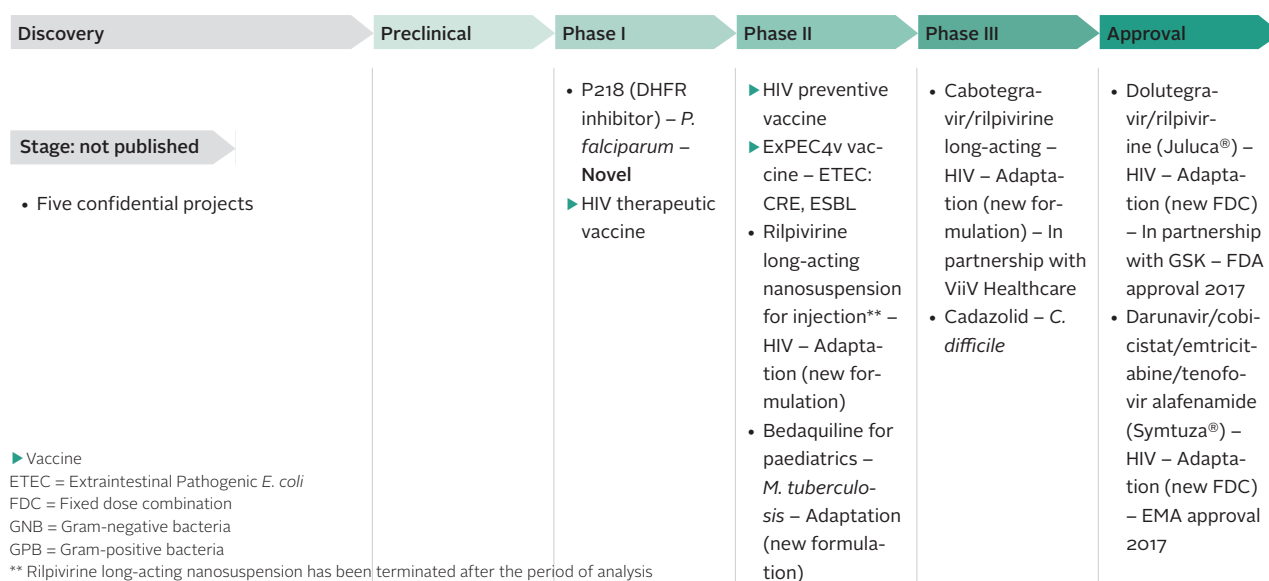 Discovery
Preclinical
Phase I
Phase II
Phase III
Approval
Stage: not published
• Five confidential projects
• P218 (DHFR
inhibitor) – P.
falciparum –
Novel
▶ HIV therapeutic
vaccine
▶ HIV preventive
vaccine
▶ ExPEC4v vac-
cine – ETEC:
CRE, ESBL
• Rilpivirine
long-acting
nanosuspension
for injection** –
HIV – Adapta-
tion (new for-
mulation)
• Bedaquiline for
paediatrics –
M. tuberculo-
sis – Adaptation
(new formula-
tion)
• Cabotegra-
vir/rilpivirine
long-acting –
HIV – Adapta-
tion (new for-
mulation) – In
partnership with
ViiV Healthcare
• Cadazolid – C.
difficile
• Dolutegra-
vir/rilpivir-
ine (Juluca®) –
HIV – Adapta-
tion (new FDC)
– In partnership
with GSK – FDA
approval 2017
• Darunavir/cobi-
cistat/emtricit-
abine/tenofo-
vir alafenamide
(Symtuza®) –
HIV – Adapta-
tion (new FDC)
– EMA approval
2017
▶ Vaccine
ETEC = Extraintestinal Pathogenic E. coli
FDC = Fixed dose combination
GNB = Gram-negative bacteria
GPB = Gram-positive bacteria
** Rilpivirine long-acting nanosuspension has been terminated after the period of analysis